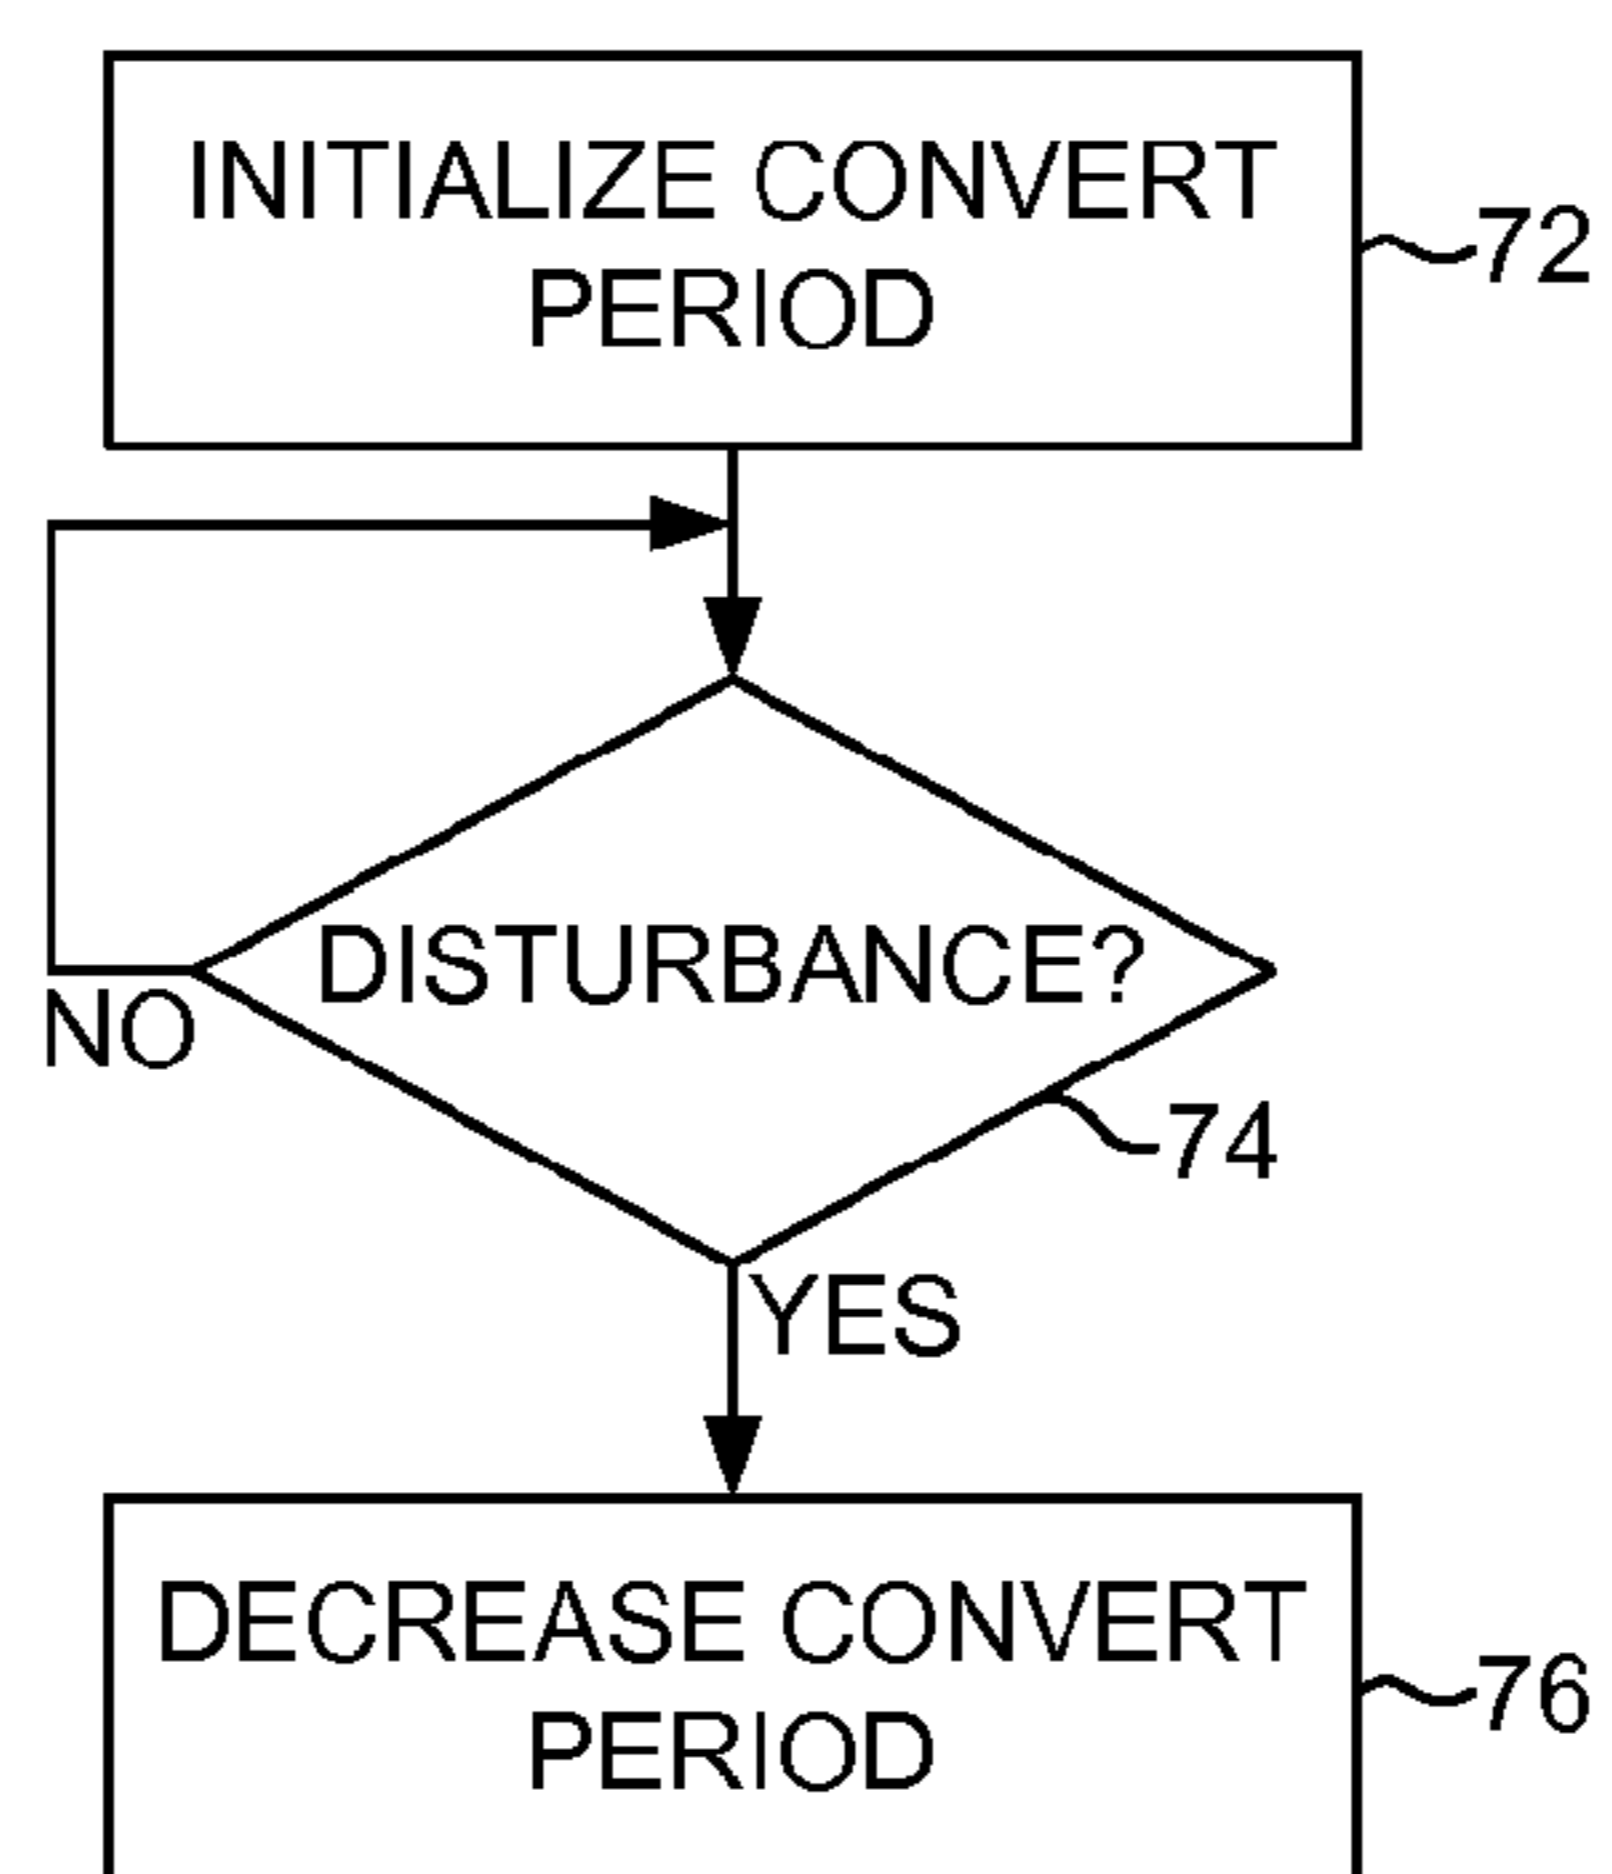 INITIALIZE CONVERT
PERIOD
72
DISTURBANCE?
NO
74
YES
DECREASE CONVERT
PERIOD
76